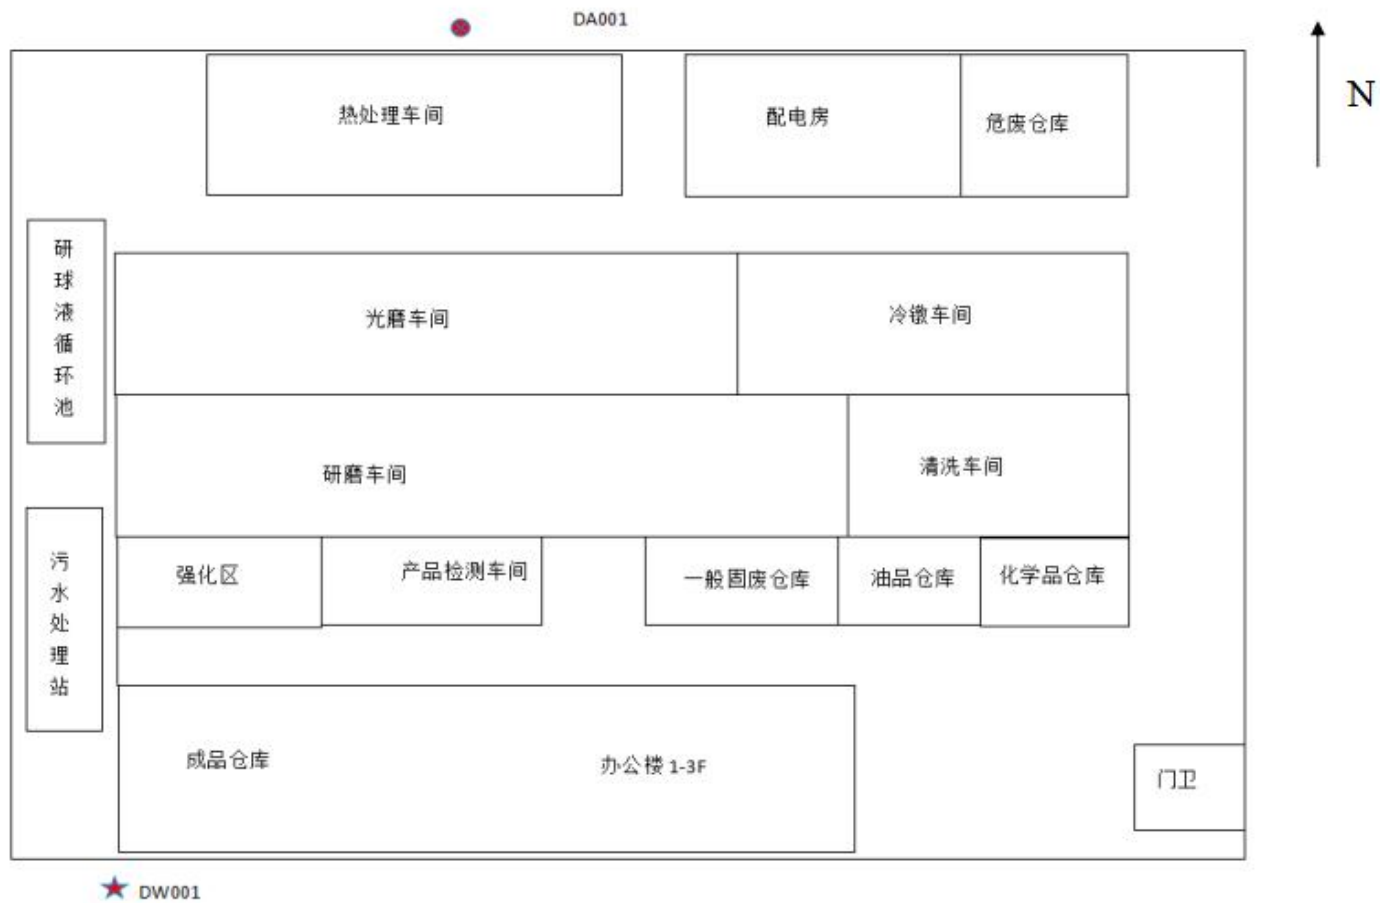 DA001
N
热处理车间
配电房
危废仓库
研球液循环池
光磨车间
冷镦车间
研磨车间
清洗车间
污水处理站
强化区
产品检测车间
一般固废仓库
油品仓库
化学品仓库
成品仓库
办公楼 1-3F
门卫
DW001